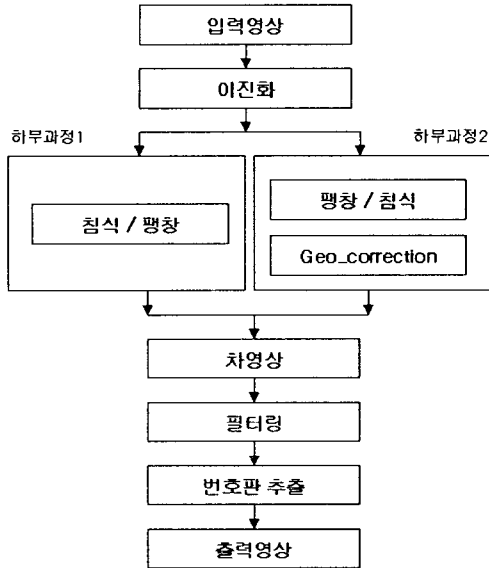 입력영상
이진화
하부과정1
하부과정2
침식 / 팽창
팽창 / 침식
Geo_correction
차영상
필터링
번호판 추출
출력영상